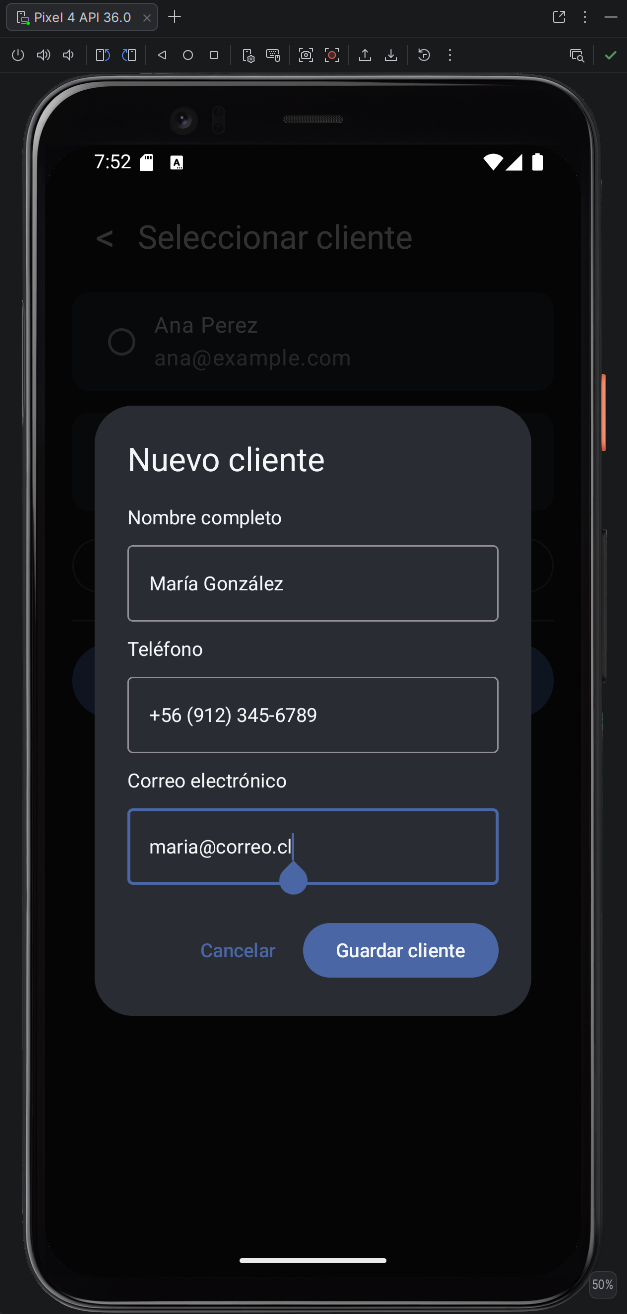 Pixel 4 API 36.0
7:52
A
< Seleccionar cliente
Ana Perez
ana@example.com
Nuevo cliente
Nombre completo
María González
Teléfono
+56 (912) 345-6789
Correo electrónico
maria@correo.cl
Cancelar
Guardar cliente
50%